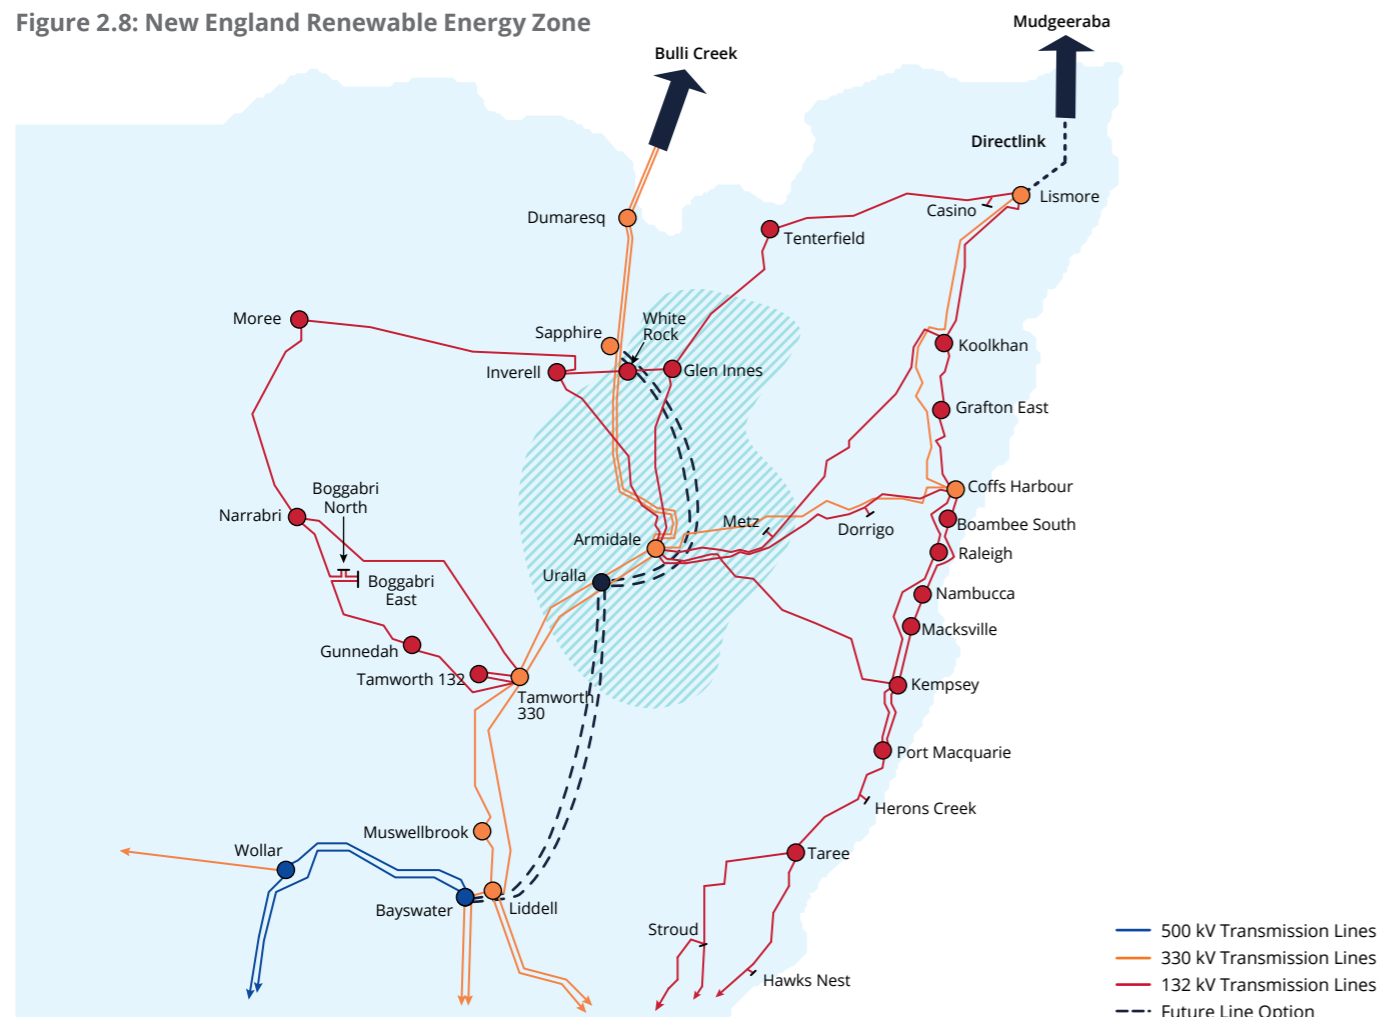 Figure 2.8: New England Renewable Energy Zone
Mudgeeraba
Bulli Creek
Directlink
Lismore
Casino
Dumaresq
Tenterfield
Moree
Sapphire
White
Rock
Koolkhan
Inverell
Glen Innes
Grafton East
Boggabri
North
Coffs Harbour
Narrabri
Metz
Dorrigo
Boambee South
Armidale
Raleigh
Uralla
Boggabri
East
Nambucca
Macksville
Gunnedah
Tamworth 132
Kempsey
Tamworth
330
Port Macquarie
Herons Creek
Muswellbrook
Wollar
Taree
Bayswater
Liddell
Stroud
Hawks Nest
500 kV Transmission Lines
330 kV Transmission Lines
132 kV Transmission Lines
Future Line Option